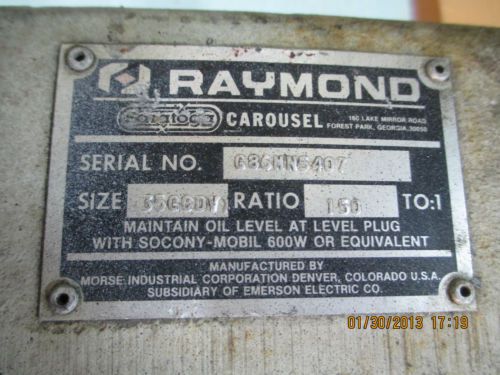 RAYMOND
Saratoga CAROUSEL
160 LAKE MIRROR ROAD
FOREST PARK, GEORGIA, 30050
SERIAL NO.
SIZE RATIO 150 TO:1
MAINTAIN OIL LEVEL AT LEVEL PLUG
WITH SOCONY-MOBIL 600W OR EQUIVALENT
MANUFACTURED BY
MORSE INDUSTRIAL CORPORATION DENVER, COLORADO U.S.A.
SUBSIDIARY OF EMERSON ELECTRIC CO.
01/30/2013 17:19